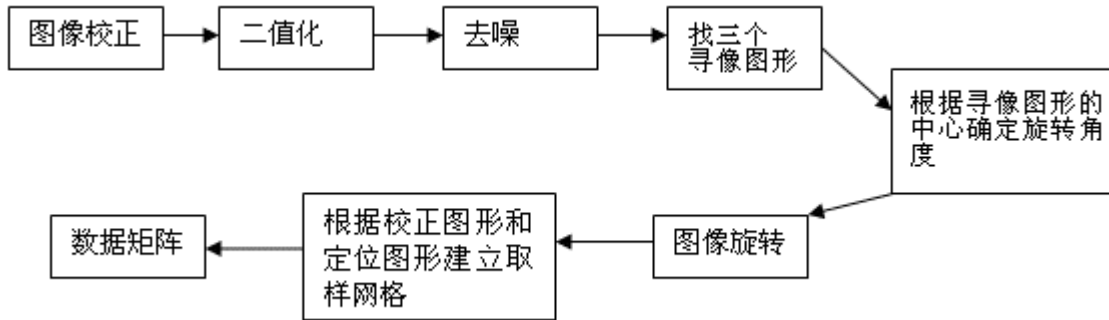 图像校正
二值化
去噪
找三个
寻像图形
根据寻像图形的
中心确定旋转角
度
图像旋转
根据校正图形和
定位图形建立取
样网格
数据矩阵